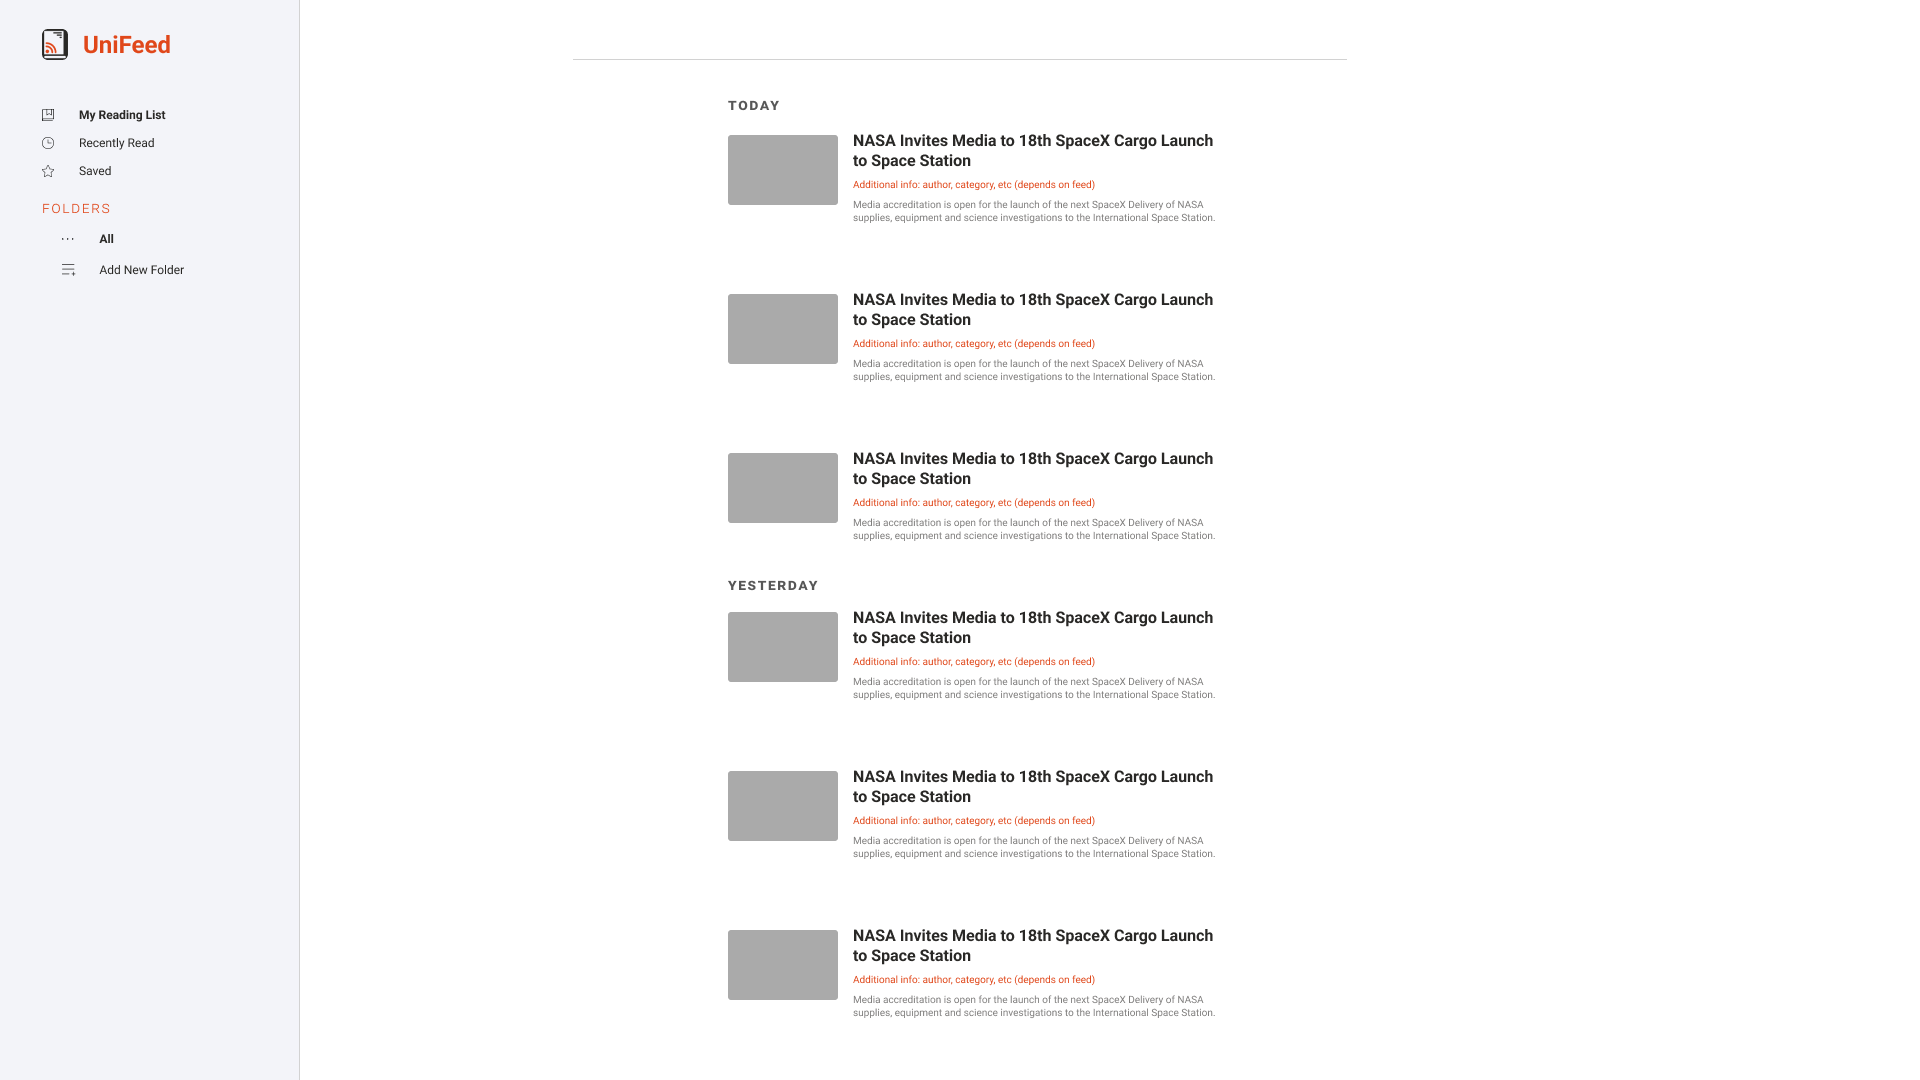 UniFeed
My Reading List
Recently Read
Saved
FOLDERS
All
Add New Folder
TODAY
NASA Invites Media to 18th SpaceX Cargo Launch
to Space Station
Additional info: author, category, etc (depends on feed)
Media accreditation is open for the launch of the next SpaceX Delivery of NASA
supplies, equipment and science investigations to the International Space Station.
NASA Invites Media to 18th SpaceX Cargo Launch
to Space Station
Additional info: author, category, etc (depends on feed)
Media accreditation is open for the launch of the next SpaceX Delivery of NASA
supplies, equipment and science investigations to the International Space Station.
NASA Invites Media to 18th SpaceX Cargo Launch
to Space Station
Additional info: author, category, etc (depends on feed)
Media accreditation is open for the launch of the next SpaceX Delivery of NASA
supplies, equipment and science investigations to the International Space Station.
YESTERDAY
NASA Invites Media to 18th SpaceX Cargo Launch
to Space Station
Additional info: author, category, etc (depends on feed)
Media accreditation is open for the launch of the next SpaceX Delivery of NASA
supplies, equipment and science investigations to the International Space Station.
NASA Invites Media to 18th SpaceX Cargo Launch
to Space Station
Additional info: author, category, etc (depends on feed)
Media accreditation is open for the launch of the next SpaceX Delivery of NASA
supplies, equipment and science investigations to the International Space Station.
NASA Invites Media to 18th SpaceX Cargo Launch
to Space Station
Additional info: author, category, etc (depends on feed)
Media accreditation is open for the launch of the next SpaceX Delivery of NASA
supplies, equipment and science investigations to the International Space Station.